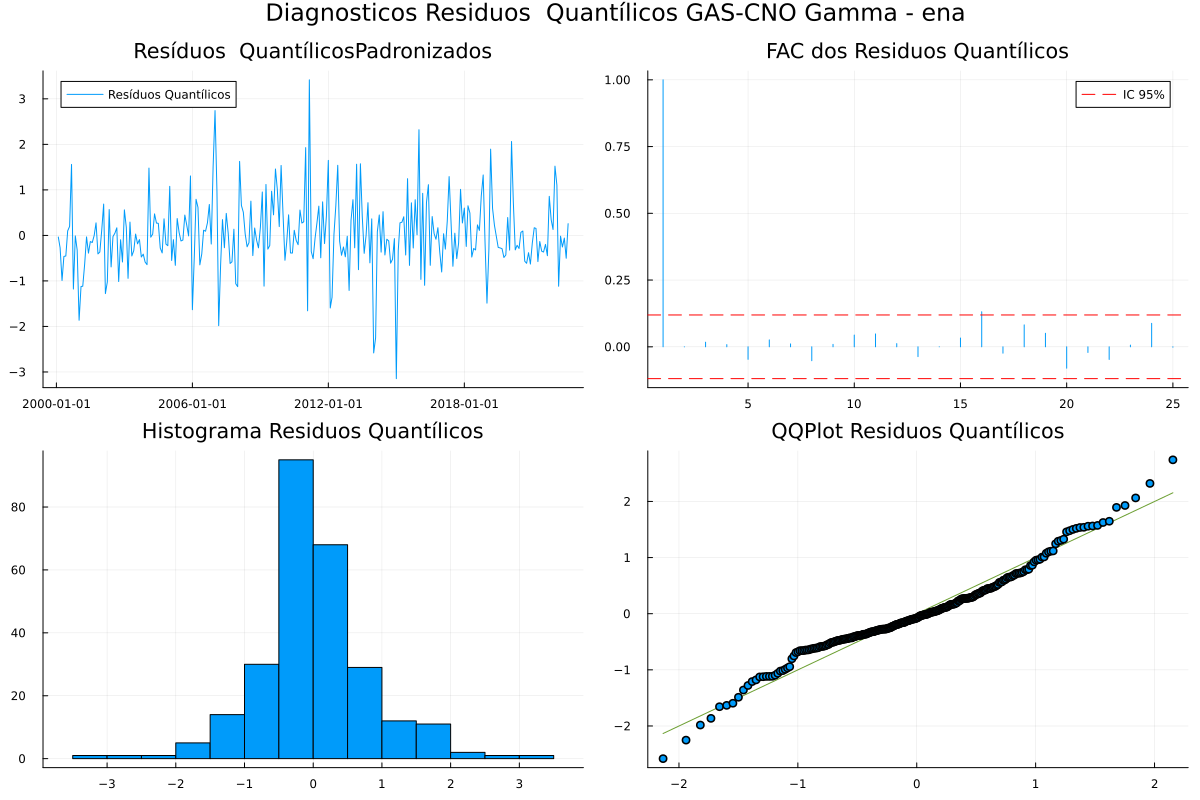 Diagnosticos Residuos  Quantílicos GAS-CNO Gamma - ena
Resíduos  QuantílicosPadronizados
Resíduos Quantílicos
3
2
1
0
−1
−2
−3
2000-01-01 2006-01-01 2012-01-01 2018-01-01
FAC dos Residuos Quantílicos
IC 95%
1.00
0.75
0.50
0.25
0.00
5 10 15 20 25
Histograma Residuos Quantílicos
80
60
40
20
0
−3 −2 −1 0 1 2 3
QQPlot Residuos Quantílicos
2
1
0
−1
−2
−2 −1 0 1 2